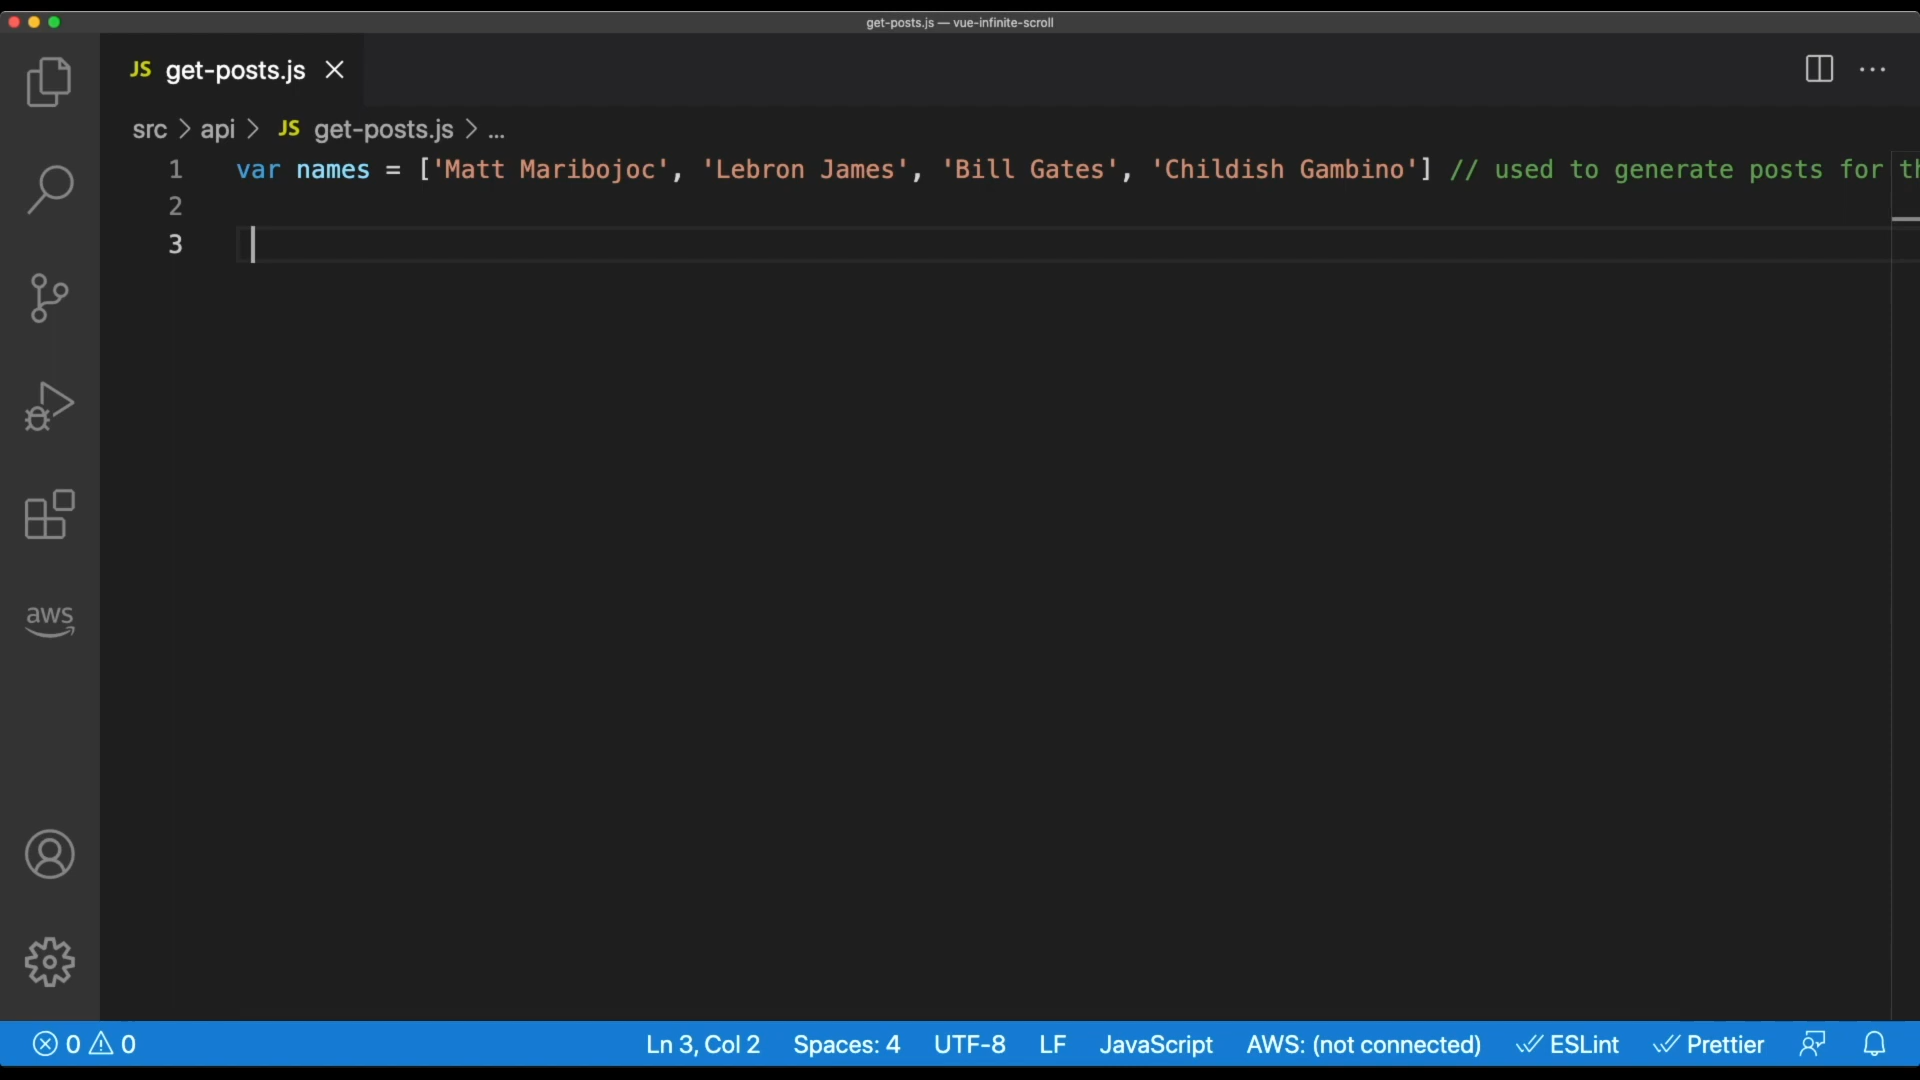 get-posts.js — vue-infinite-scroll
JS get-posts.js
src > api > JS get-posts.js > ...
1 var names = ['Matt Maribojoc', 'Lebron James', 'Bill Gates', 'Childish Gambino'] // used to generate posts for
2
3
aws
0 0 Ln 3, Col 2 Spaces: 4 UTF-8 LF JavaScript AWS: (not connected) ESLint Prettier